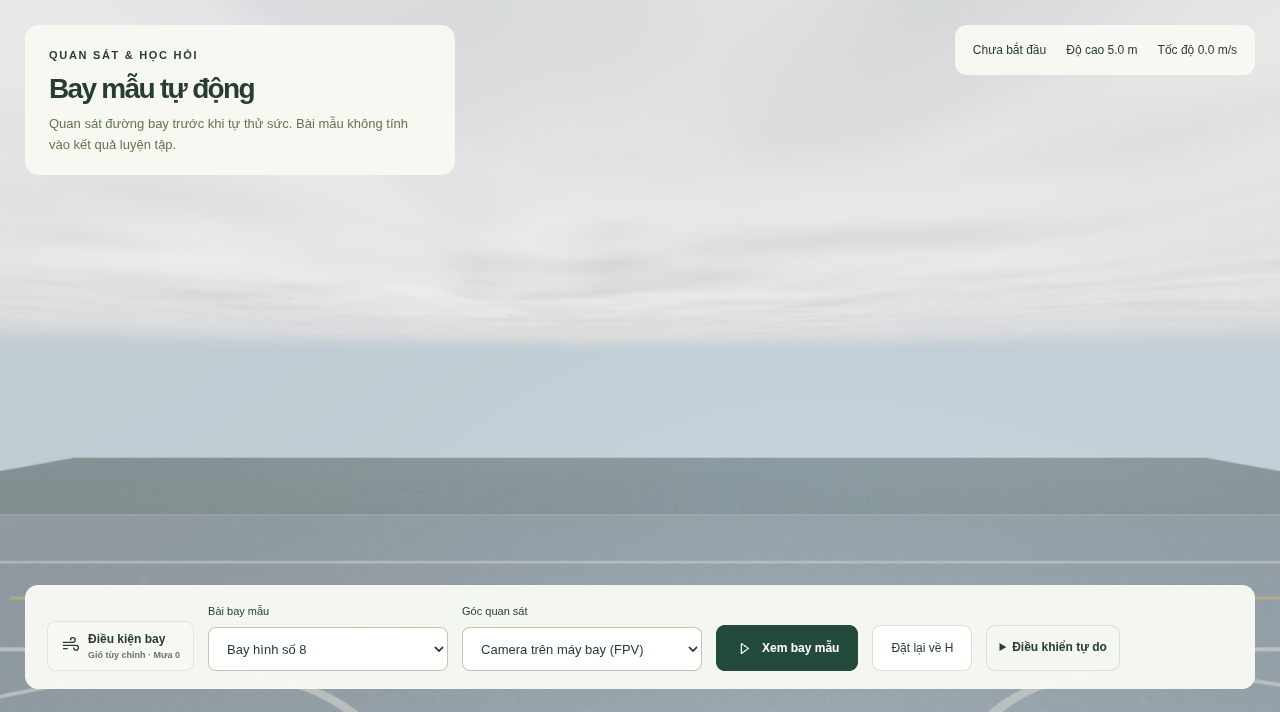 QUAN SÁT & HỌC HỎI
Bay mẫu tự động
Quan sát đường bay trước khi tự thử sức. Bài mẫu không tính
vào kết quả luyện tập.
Chưa bắt đầu Độ cao 5.0 m Tốc độ 0.0 m/s
Điều kiện bay
Gió tùy chỉnh · Mưa 0
Bài bay mẫu
Bay hình số 8
Góc quan sát
Camera trên máy bay (FPV)
Xem bay mẫu
Đặt lại về H
Điều khiển tự do